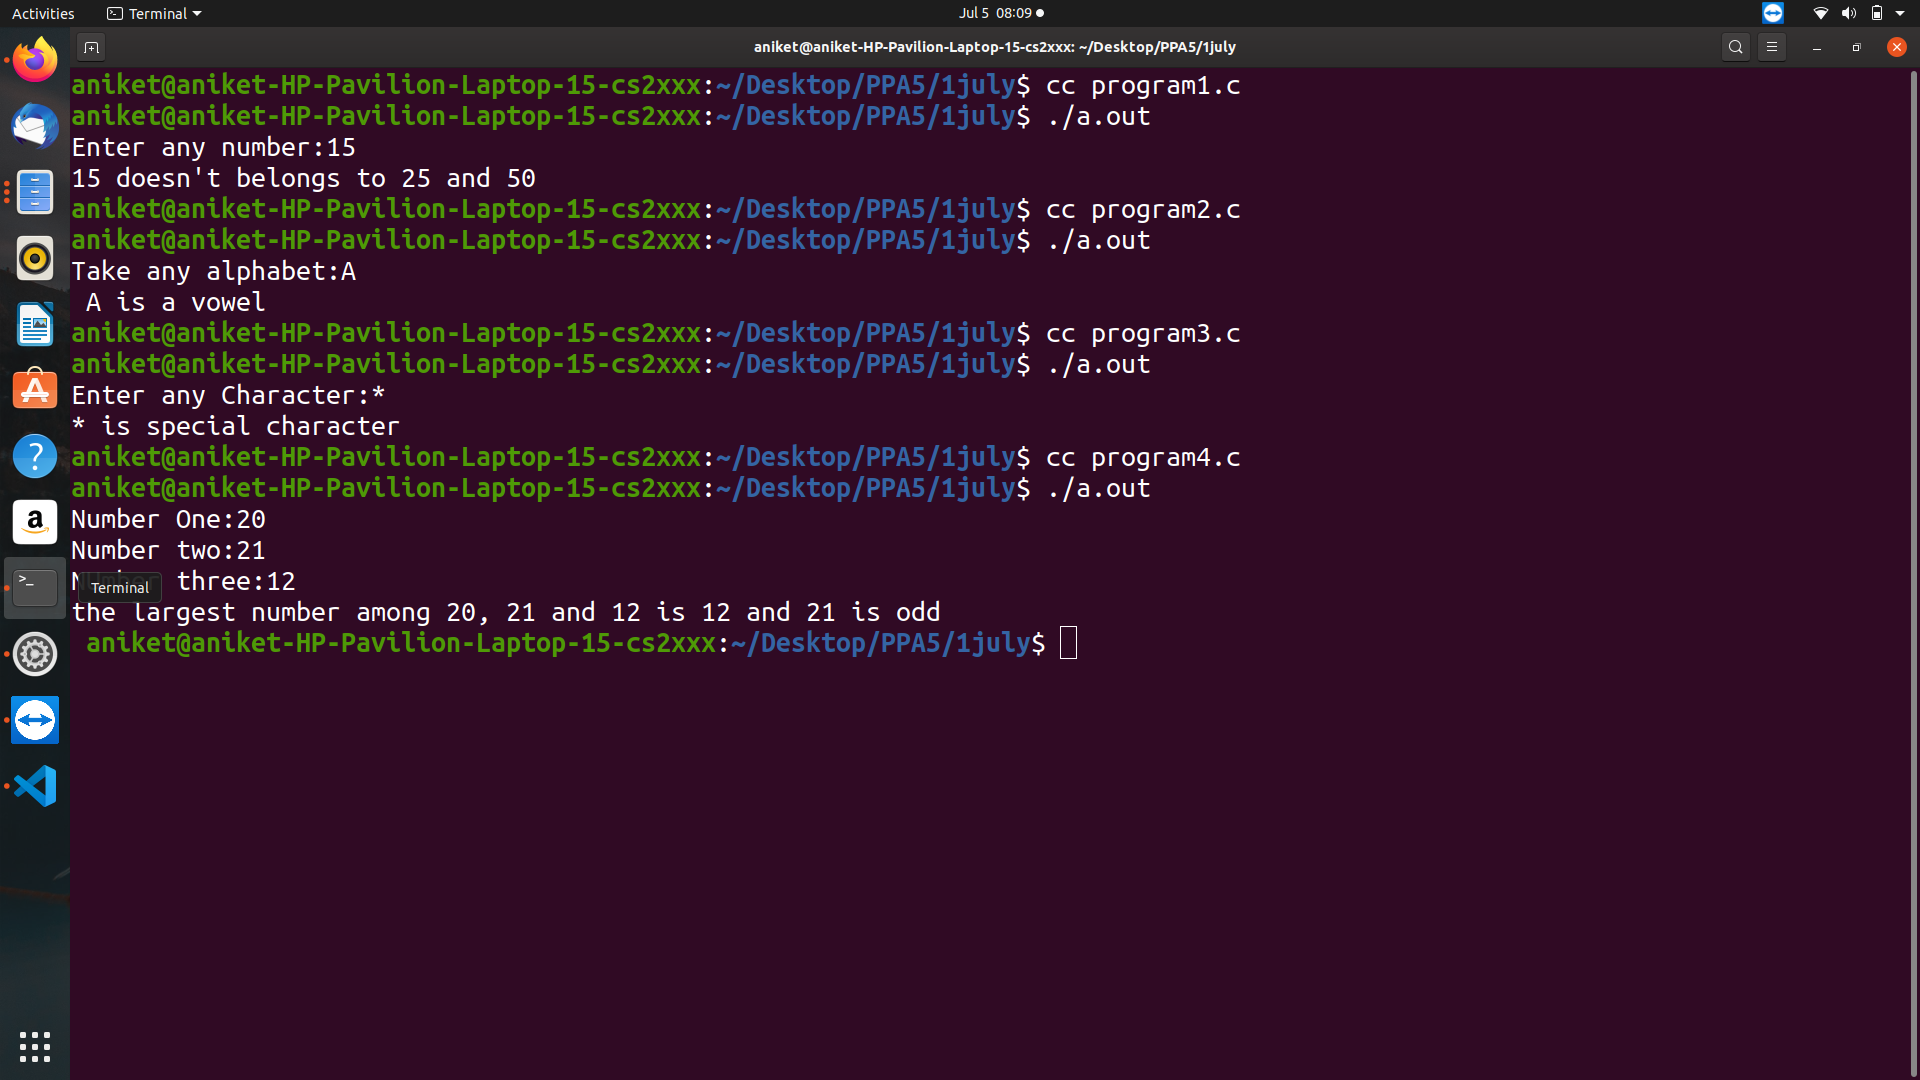 Activities Terminal Jul 5 08:09
aniket@aniket-HP-Pavilion-Laptop-15-cs2xxx: ~/Desktop/PPA5/1july
aniket@aniket-HP-Pavilion-Laptop-15-cs2xxx:~/Desktop/PPA5/1july$ cc program1.c
aniket@aniket-HP-Pavilion-Laptop-15-cs2xxx:~/Desktop/PPA5/1july$ ./a.out
Enter any number:15
15 doesn't belongs to 25 and 50
aniket@aniket-HP-Pavilion-Laptop-15-cs2xxx:~/Desktop/PPA5/1july$ cc program2.c
aniket@aniket-HP-Pavilion-Laptop-15-cs2xxx:~/Desktop/PPA5/1july$ ./a.out
Take any alphabet:A
 A is a vowel
aniket@aniket-HP-Pavilion-Laptop-15-cs2xxx:~/Desktop/PPA5/1july$ cc program3.c
aniket@aniket-HP-Pavilion-Laptop-15-cs2xxx:~/Desktop/PPA5/1july$ ./a.out
Enter any Character:*
* is special character
aniket@aniket-HP-Pavilion-Laptop-15-cs2xxx:~/Desktop/PPA5/1july$ cc program4.c
aniket@aniket-HP-Pavilion-Laptop-15-cs2xxx:~/Desktop/PPA5/1july$ ./a.out
Number One:20
Number two:21
three:12
Terminal
the largest number among 20, 21 and 12 is 12 and 21 is odd
 aniket@aniket-HP-Pavilion-Laptop-15-cs2xxx:~/Desktop/PPA5/1july$